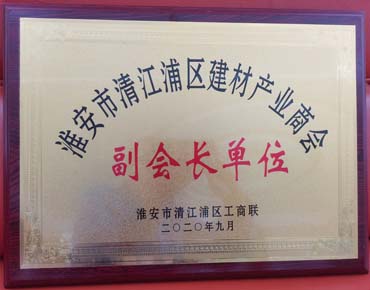 淮安市清江浦区建材产业商会
副会长单位
淮安市清江浦区工商联
二〇二〇年九月